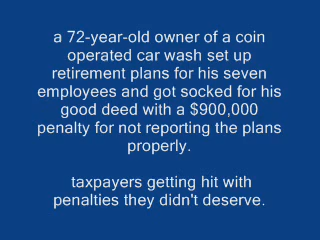 a 72-year-old owner of a coin
operated car wash set up
retirement plans for his seven
employees and got socked for his
good deed with a $900,000
penalty for not reporting the plans
properly.
taxpayers getting hit with
penalties they didn't deserve.